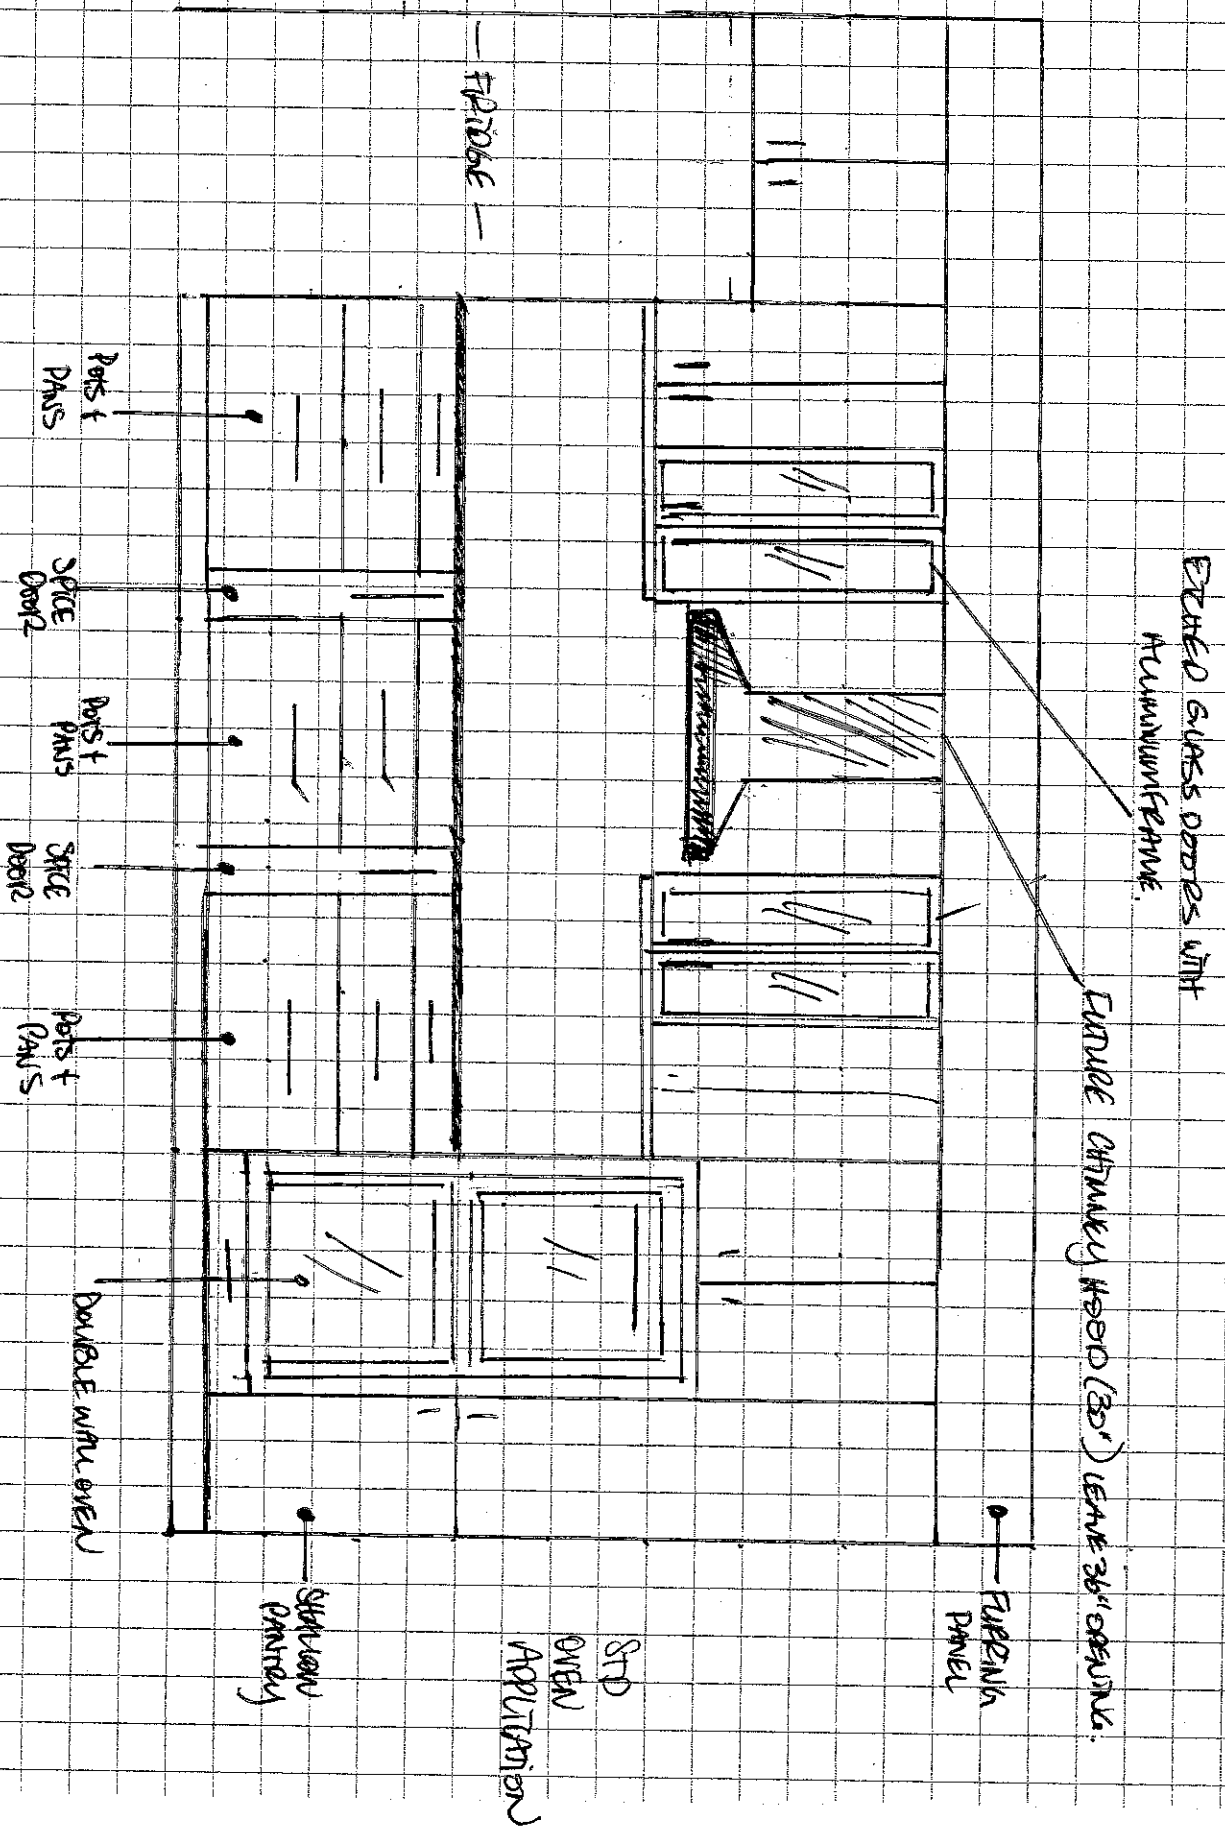 ETCHED GLASS DOORS WITH
ALUMINUM FRAME.
FUTURE CHIMNEY HOOD (30") LEAVE 36" OPENING.
FURRING
PANEL
— FRIDGE —
STD
OVEN
APPLICATION
SHALLOW
PANTRY
POTS +
PANS
SPICE
DOOR
POTS +
PANS
SPICE
DOOR
POTS +
PANS
DOUBLE WALL OVEN